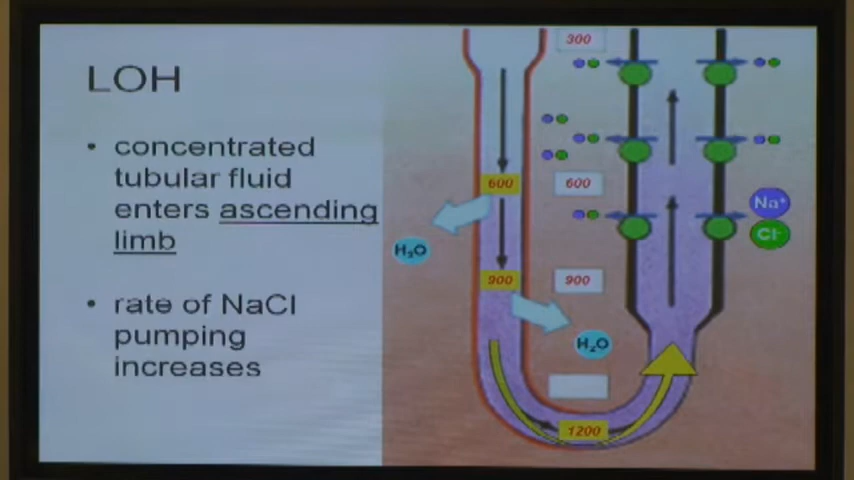 LOH
• concentrated
tubular fluid
enters ascending
limb
• rate of NaCl
pumping
increases
300
600
600
H₂O
900
900
H₂O
1200
Na⁺
Cl⁻